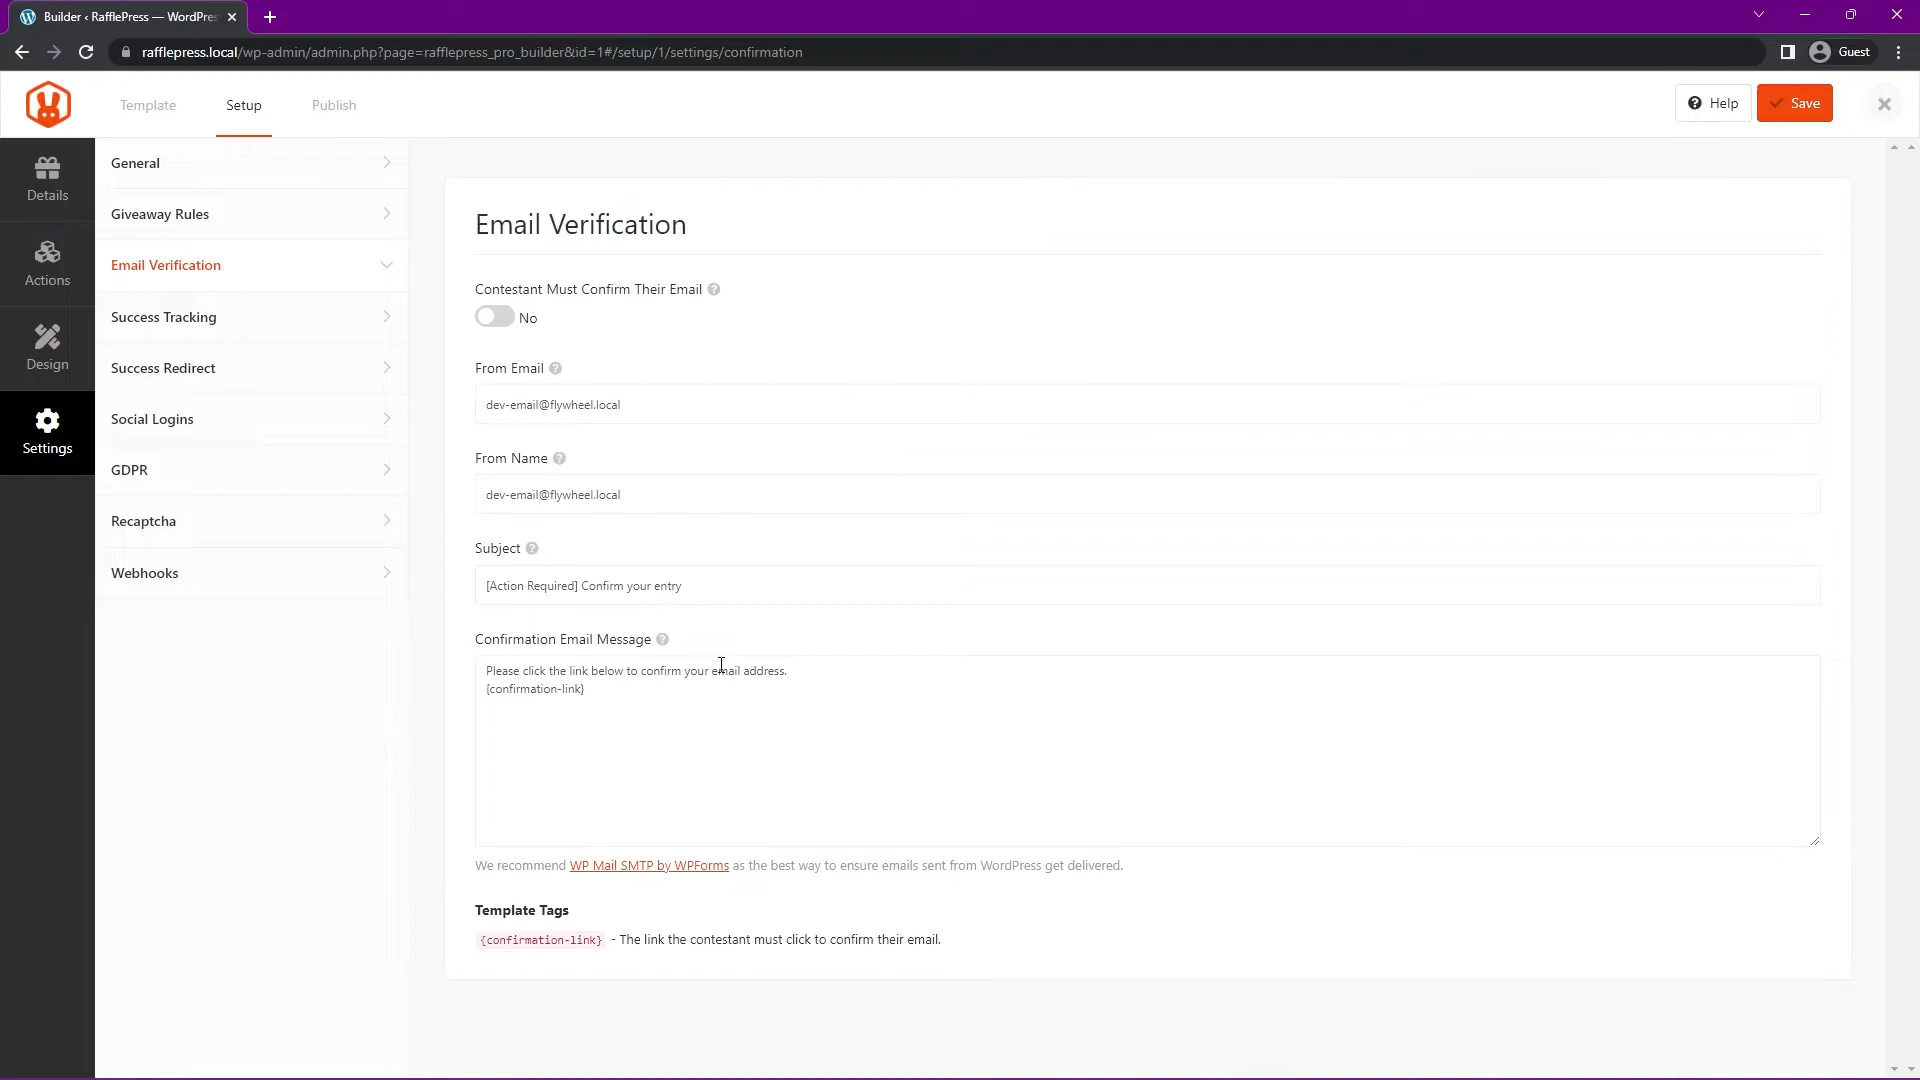 Builder ‹ RafflePress — WordPres
rafflepress.local/wp-admin/admin.php?page=rafflepress_pro_builder&id=1#/setup/1/settings/confirmation
Guest
Template
Setup
Publish
Help
Save
Details
Actions
Design
Settings
General
Giveaway Rules
Email Verification
Success Tracking
Success Redirect
Social Logins
GDPR
Recaptcha
Webhooks
Email Verification
Contestant Must Confirm Their Email
No
From Email
dev-email@flywheel.local
From Name
dev-email@flywheel.local
Subject
[Action Required] Confirm your entry
Confirmation Email Message
Please click the link below to confirm your email address.
{confirmation-link}
We recommend WP Mail SMTP by WPForms as the best way to ensure emails sent from WordPress get delivered.
Template Tags
{confirmation-link} - The link the contestant must click to confirm their email.